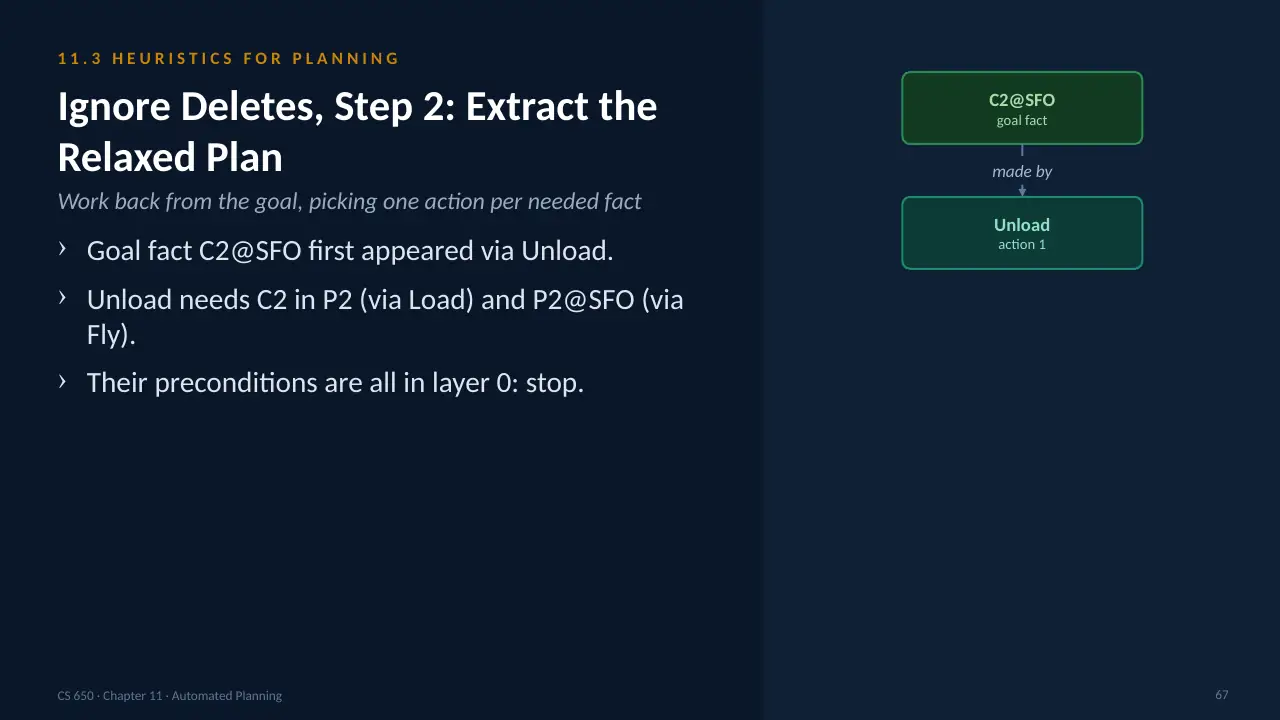 11.3 HEURISTICS FOR PLANNING
Ignore Deletes, Step 2: Extract the
Relaxed Plan
Work back from the goal, picking one action per needed fact
› Goal fact C2@SFO first appeared via Unload.
› Unload needs C2 in P2 (via Load) and P2@SFO (via
Fly).
› Their preconditions are all in layer 0: stop.
C2@SFO
goal fact
made by
Unload
action 1
CS 650 · Chapter 11 · Automated Planning
67